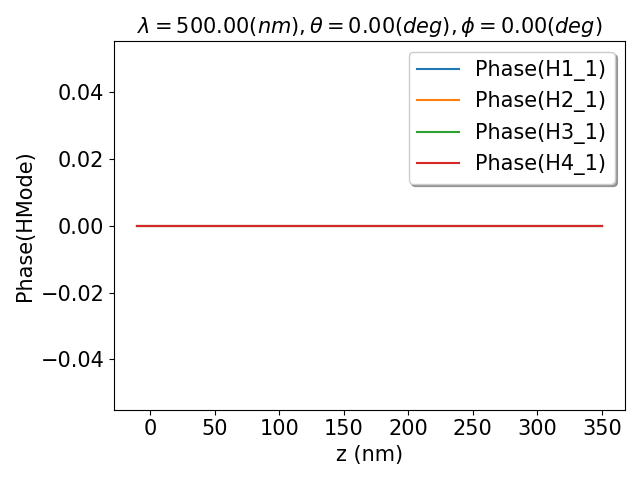 λ = 500.00(nm), θ = 0.00(deg), ϕ = 0.00(deg)
Phase(H1_1)
Phase(H2_1)
Phase(H3_1)
Phase(H4_1)
Phase(HMode)
0.04
0.02
0.00
−0.02
−0.04
0 50 100 150 200 250 300 350
z (nm)